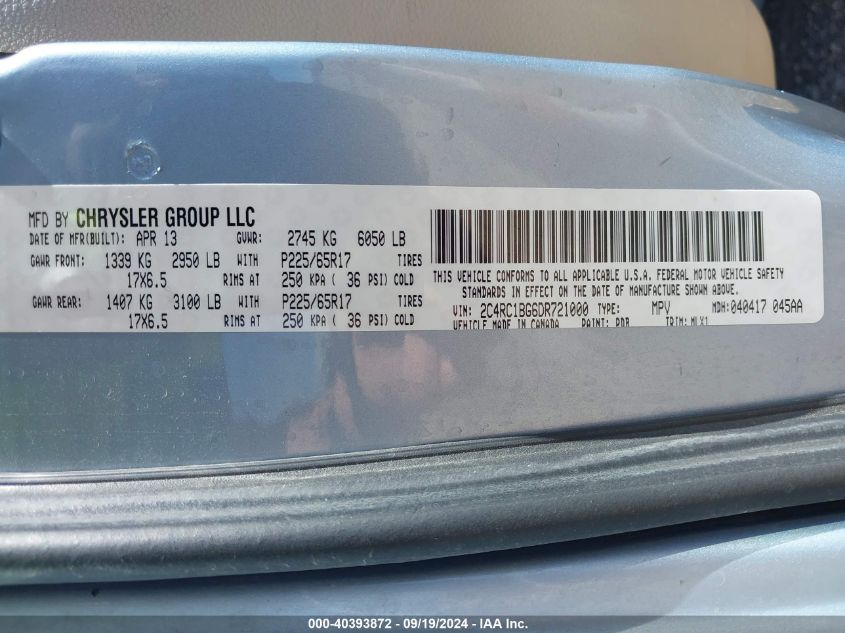 MFD BY CHRYSLER GROUP LLC
DATE OF MFR(BUILT): APR 13 GVWR: 2745 KG 6050 LB
GAWR FRONT: 1339 KG 2950 LB WITH P225/65R17 TIRES
17X6.5 RIMS AT 250 KPA ( 36 PSI) COLD
GAWR REAR: 1407 KG 3100 LB WITH P225/65R17 TIRES
17X6.5 RIMS AT 250 KPA ( 36 PSI) COLD
THIS VEHICLE CONFORMS TO ALL APPLICABLE U.S.A. FEDERAL MOTOR VEHICLE SAFETY
STANDARDS IN EFFECT ON THE DATE OF MANUFACTURE SHOWN ABOVE.
VIN: 2C4RC1BG6DR721000 TYPE: MPV MDH:040417 045AA
VEHICLE MADE IN CANADA PAINT: PDB TRIM: MLX1
000-40393872 - 09/19/2024 - IAAI.com